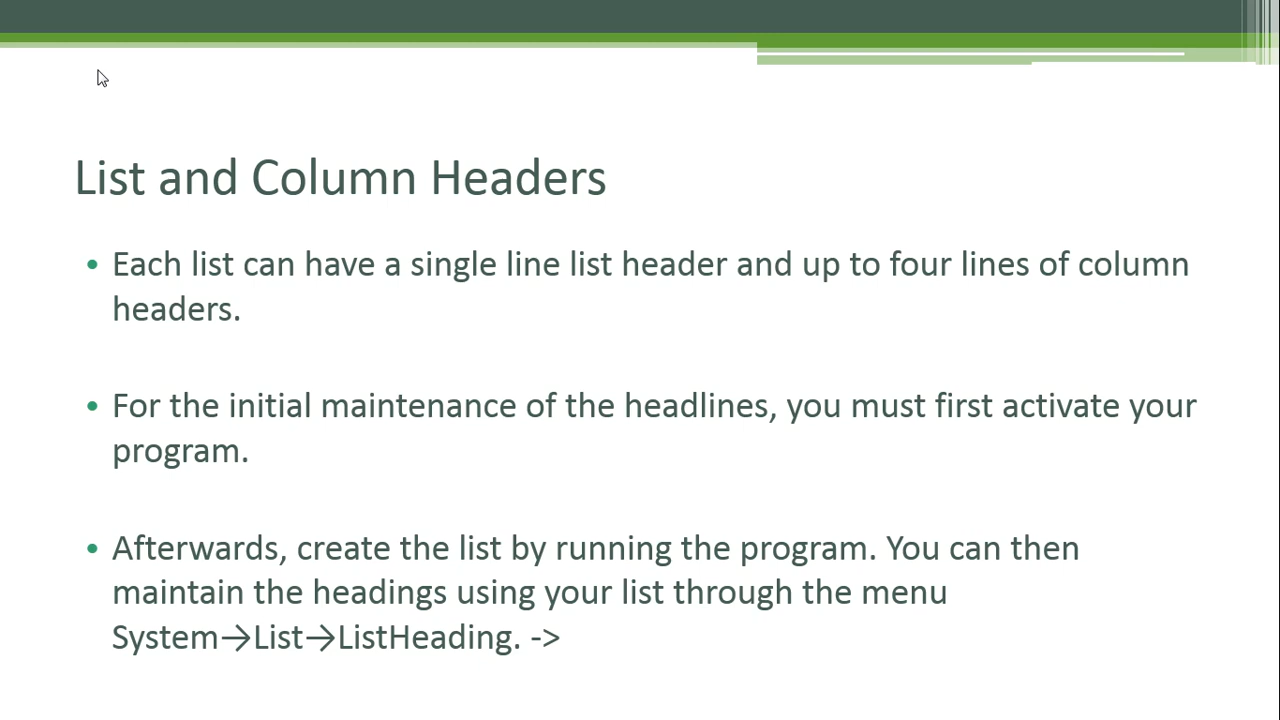 List and Column Headers
• Each list can have a single line list header and up to four lines of column
headers.
• For the initial maintenance of the headlines, you must first activate your
program.
• Afterwards, create the list by running the program. You can then
maintain the headings using your list through the menu
System→List→ListHeading. ->